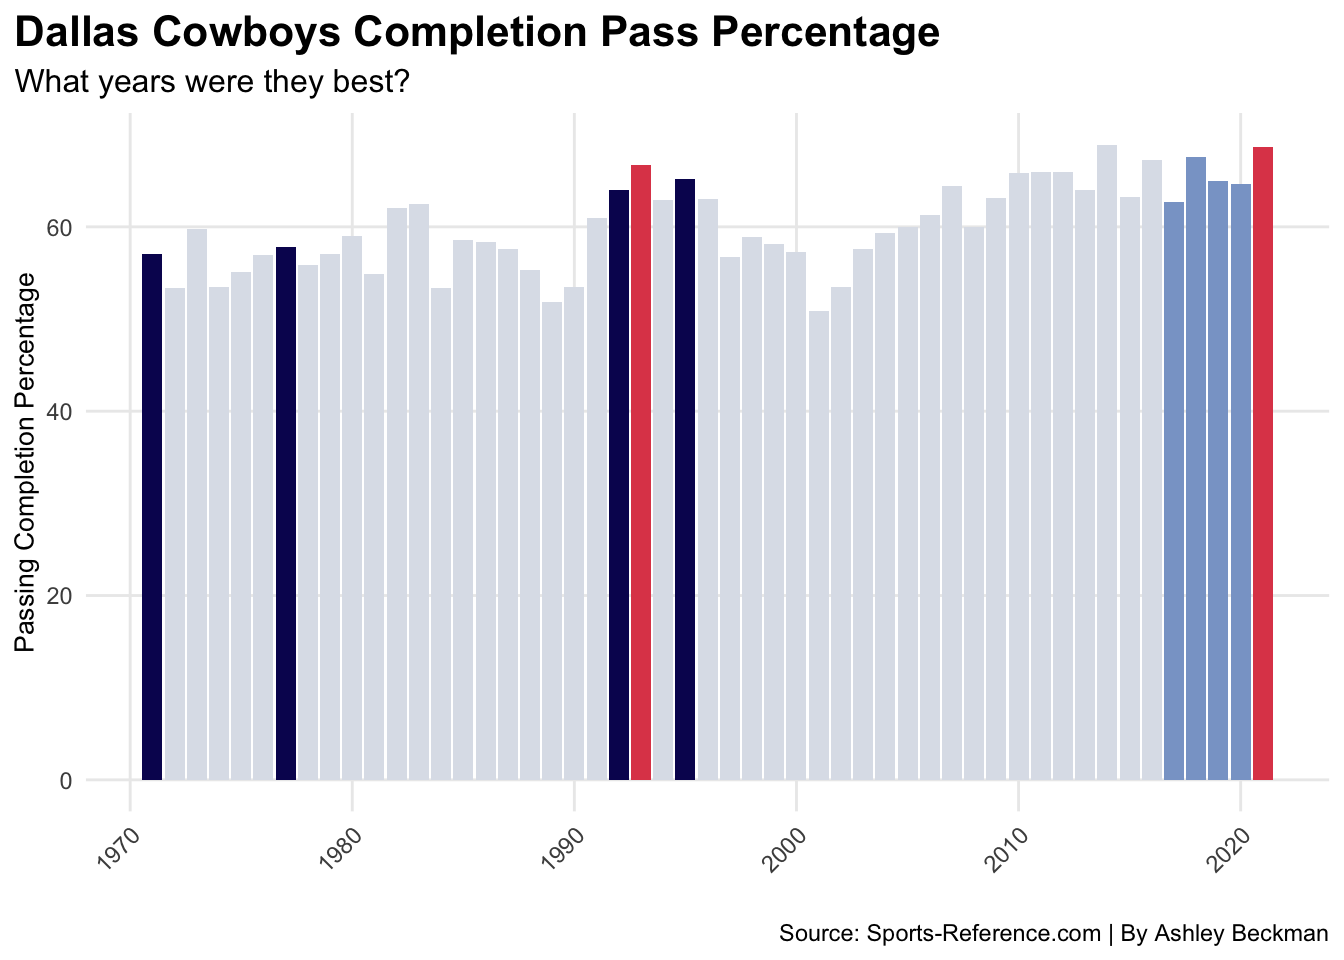 Dallas Cowboys Completion Pass Percentage
What years were they best?
Passing Completion Percentage
60
40
20
0
1970
1980
1990
2000
2010
2020
Source: Sports-Reference.com | By Ashley Beckman